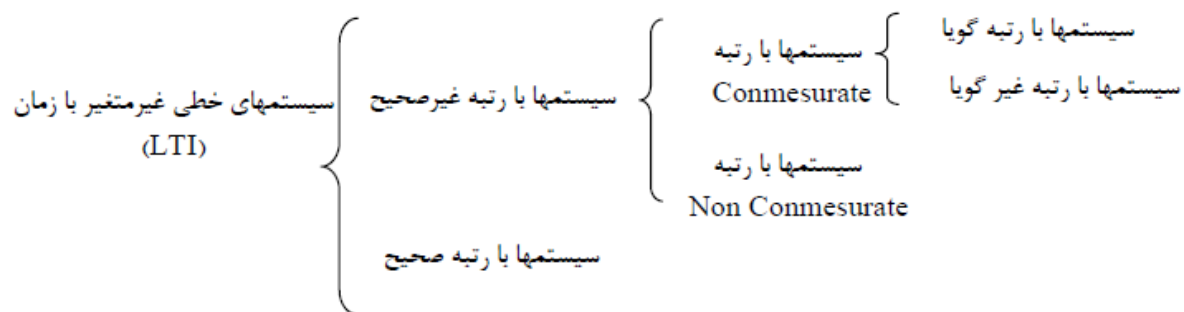 سیستمهای خطی غیرمتغیر با زمان
(LTI)
سیستمها با رتبه غیرصحیح
سیستمها با رتبه
Conmesurate
سیستمها با رتبه گویا
سیستمها با رتبه غیر گویا
سیستمها با رتبه
Non Conmesurate
سیستمها با رتبه صحیح